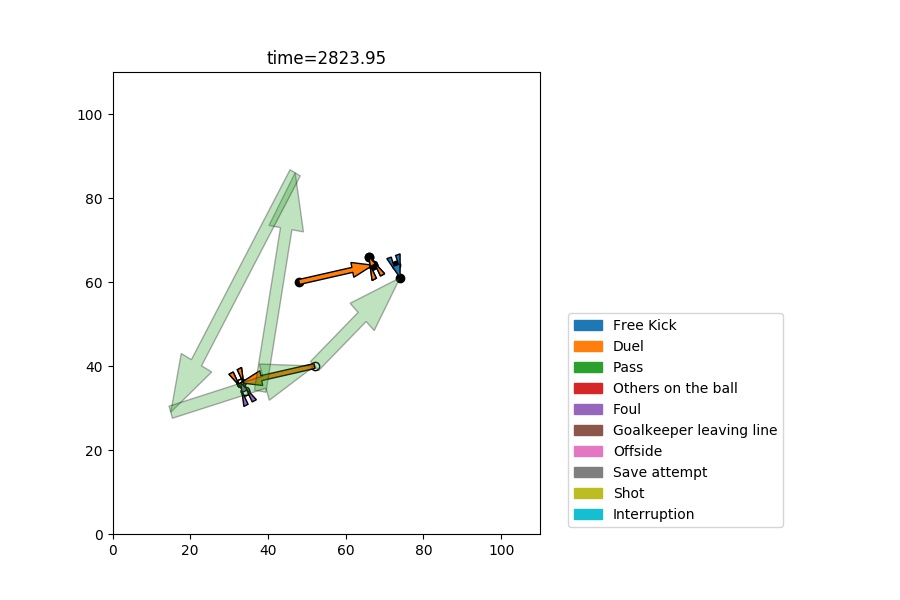 time=2823.95
100
80
60
40
20
0
0 20 40 60 80 100
Free Kick
Duel
Pass
Others on the ball
Foul
Goalkeeper leaving line
Offside
Save attempt
Shot
Interruption